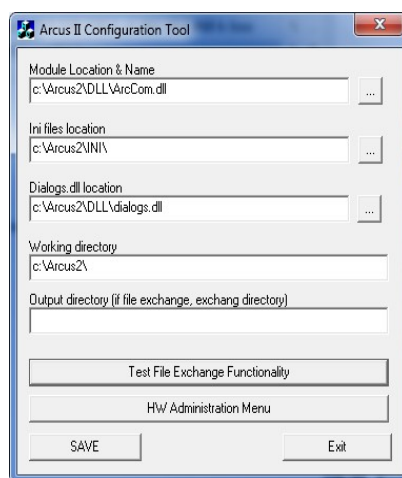 Arcus II Configuration Tool
Module Location & Name
c:\Arcus2\DLL\ArcCom.dll
...
Ini files location
c:\Arcus2\INI\
...
Dialogs.dll location
c:\Arcus2\DLL\dialogs.dll
...
Working directory
c:\Arcus2\
Output directory (if file exchange, exchang directory)
Test File Exchange Functionality
HW Administration Menu
SAVE Exit